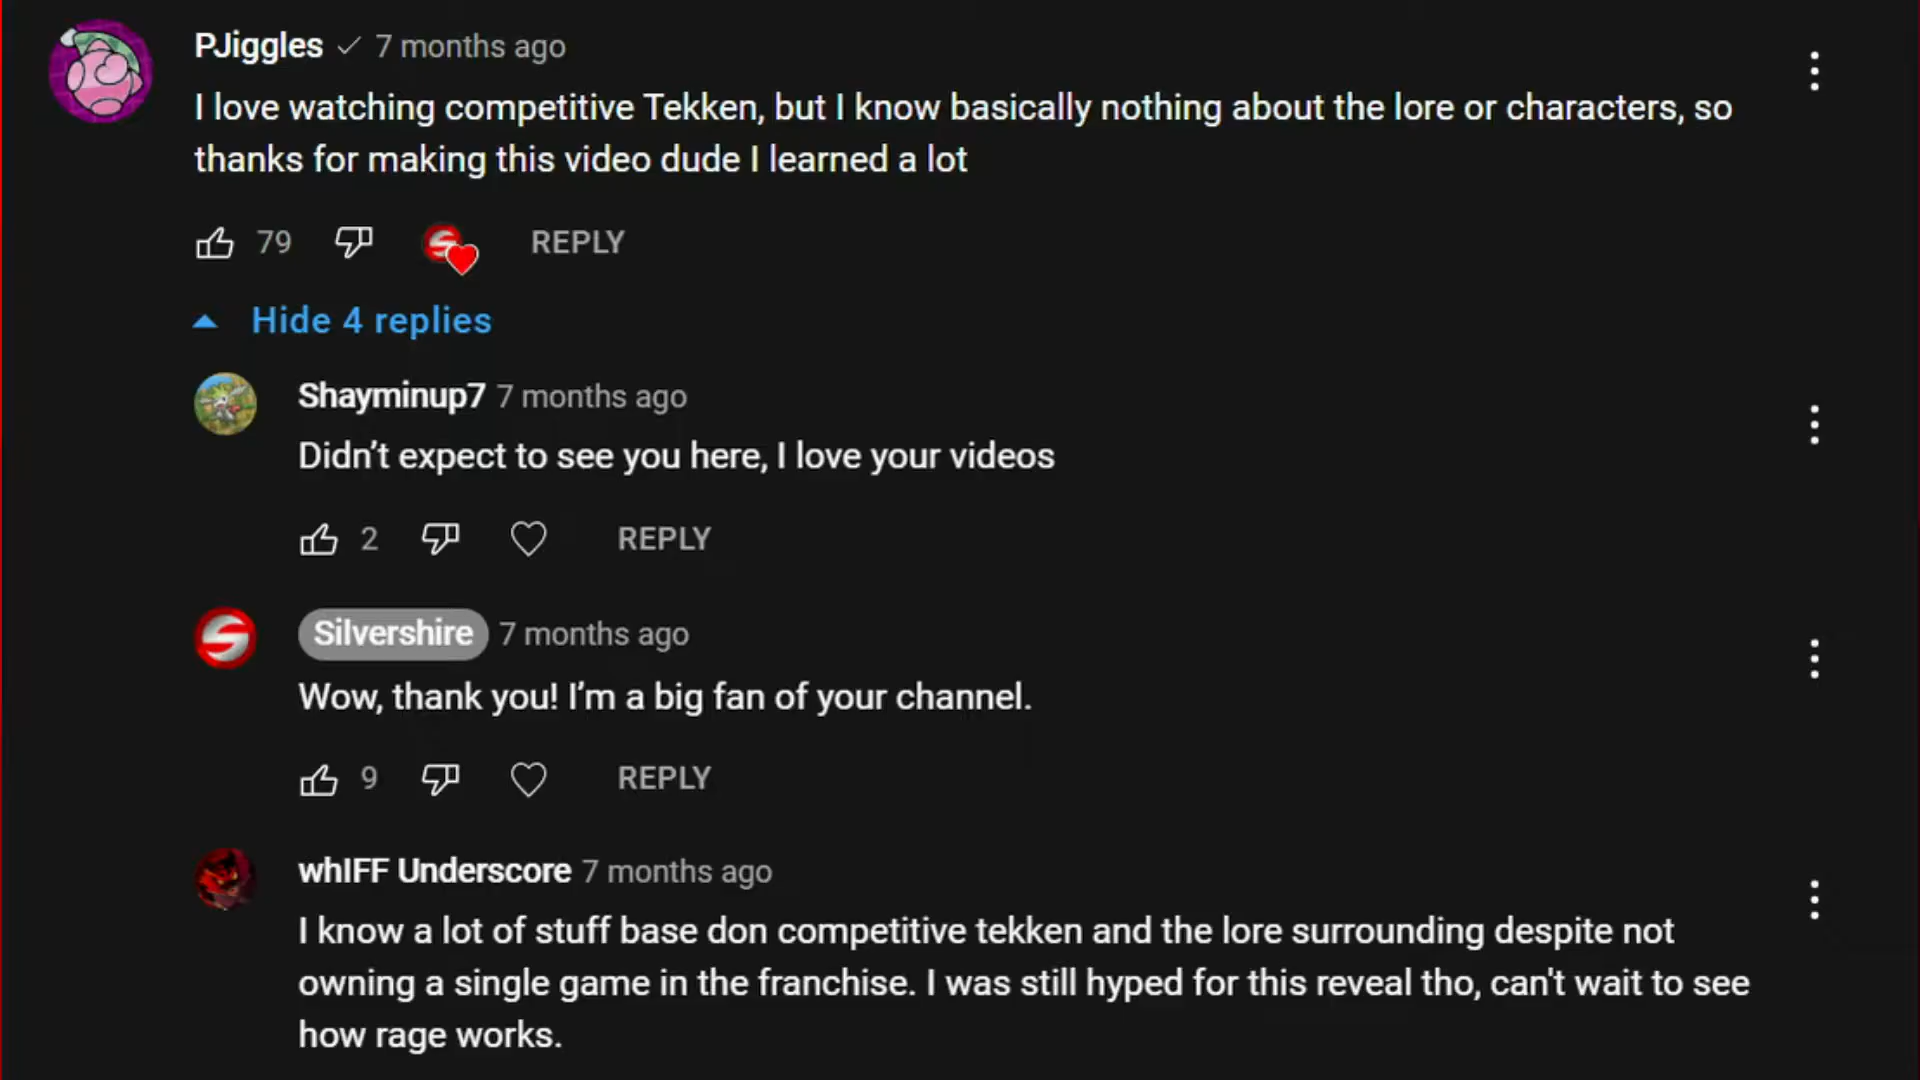 PJiggles 7 months ago
I love watching competitive Tekken, but I know basically nothing about the lore or characters, so
thanks for making this video dude I learned a lot
79 REPLY
Hide 4 replies
Shayminup7 7 months ago
Didn’t expect to see you here, I love your videos
2 REPLY
Silvershire 7 months ago
Wow, thank you! I’m a big fan of your channel.
9 REPLY
whIFF Underscore 7 months ago
I know a lot of stuff base don competitive tekken and the lore surrounding despite not
owning a single game in the franchise. I was still hyped for this reveal tho, can't wait to see
how rage works.